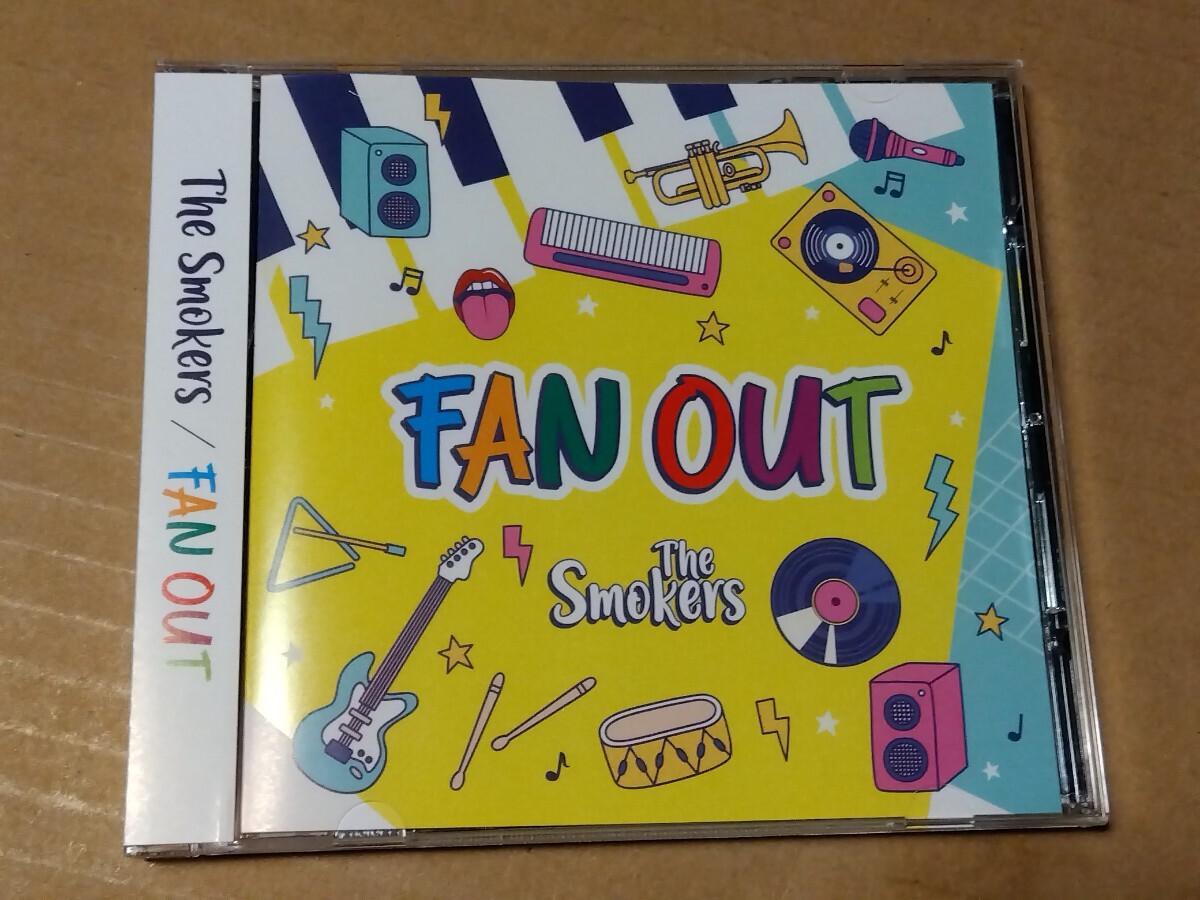 The Smokers / FAN OUT
FAN OUT
The
Smokers